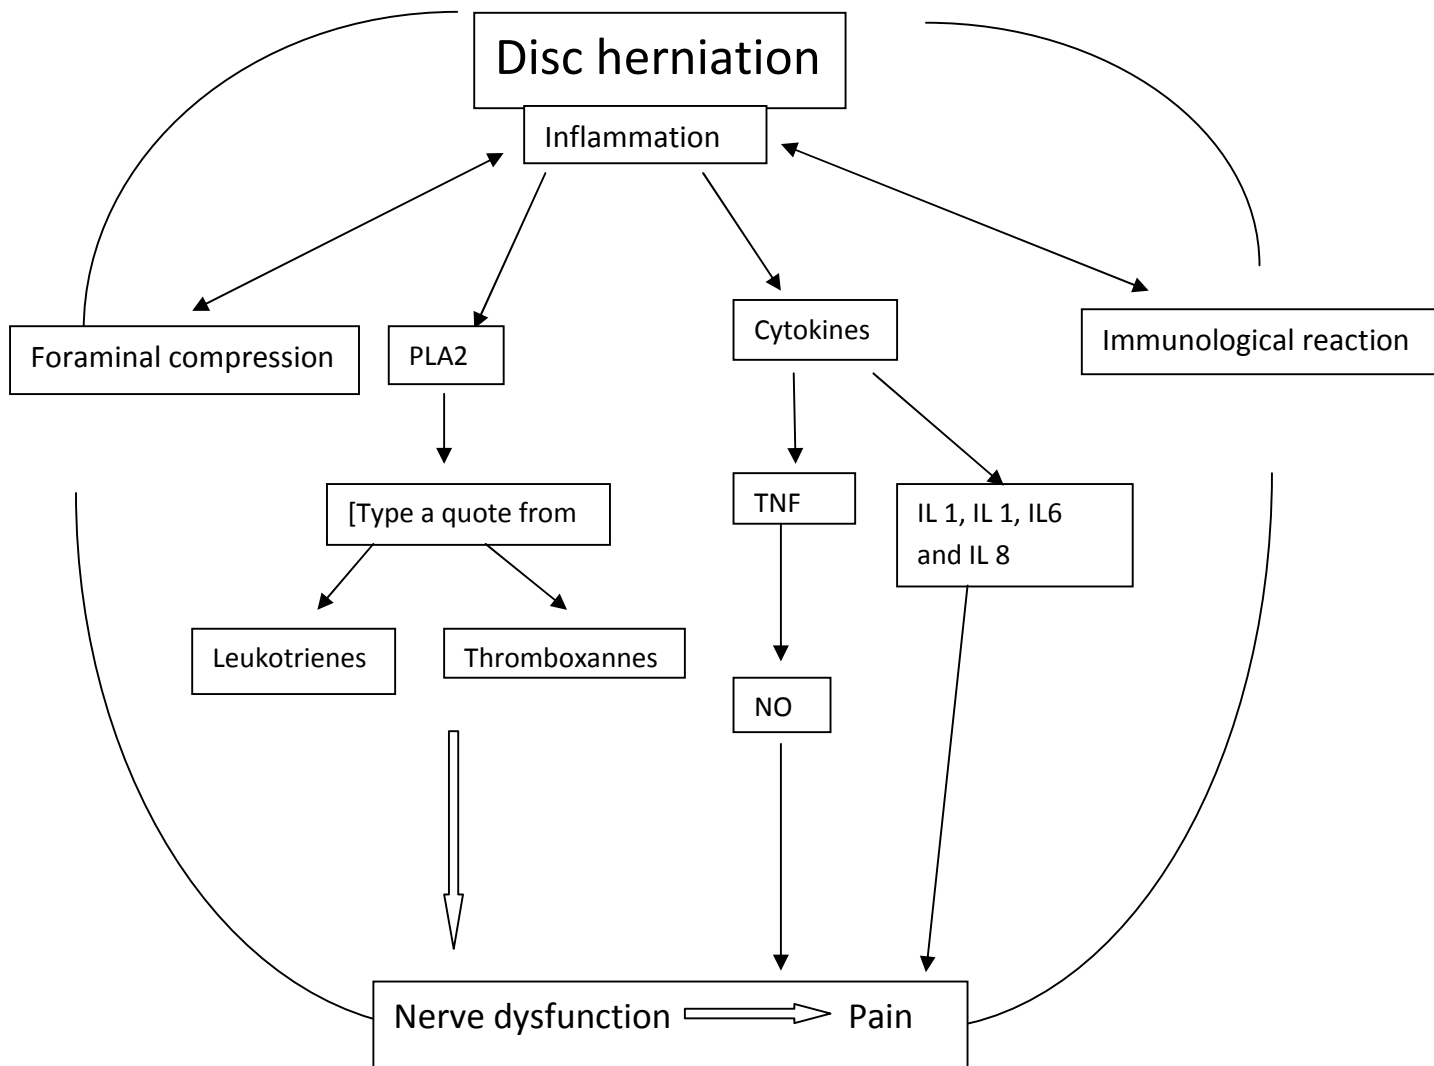 Disc herniation
Inflammation
Foraminal compression
PLA2
Cytokines
Immunological reaction
[Type a quote from
TNF
IL 1, IL 1, IL6
and IL 8
Leukotrienes
Thromboxannes
NO
Nerve dysfunction
Pain